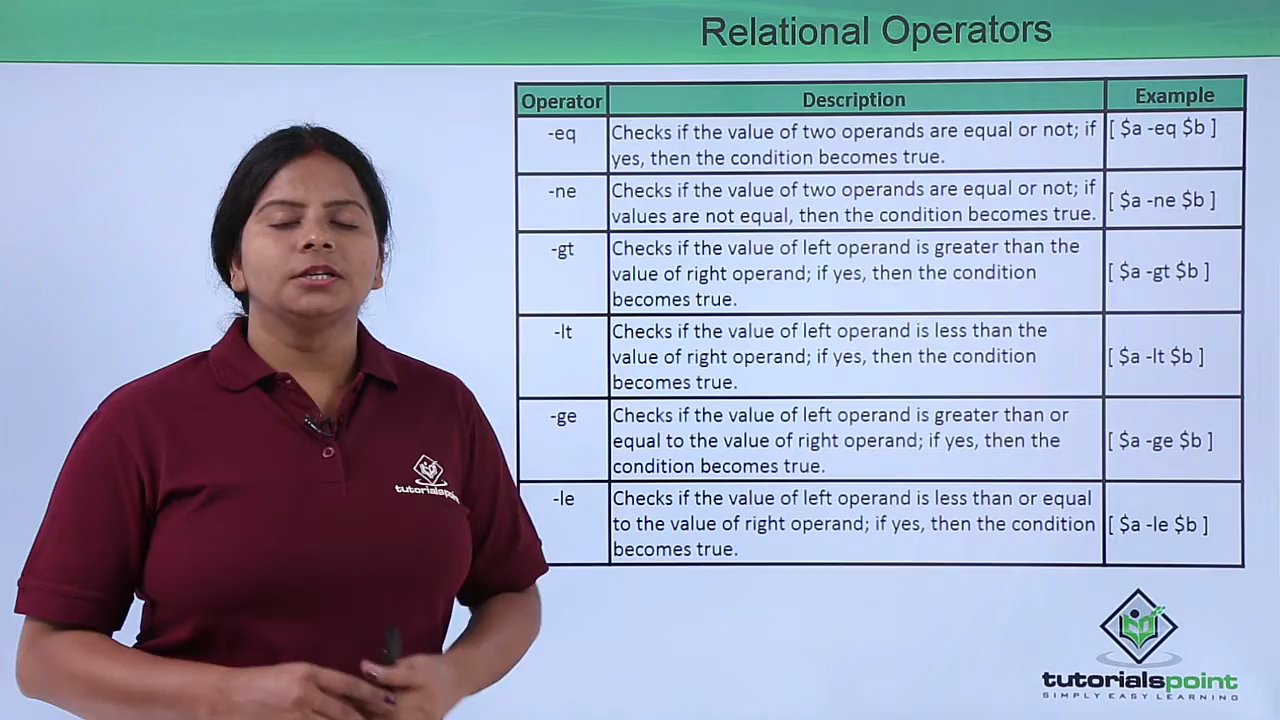 Relational Operators
Operator Description Example
-eq Checks if the value of two operands are equal or not; if [ $a -eq $b ]
yes, then the condition becomes true.
-ne Checks if the value of two operands are equal or not; if [ $a -ne $b ]
values are not equal, then the condition becomes true.
-gt Checks if the value of left operand is greater than the
value of right operand; if yes, then the condition [ $a -gt $b ]
becomes true.
-lt Checks if the value of left operand is less than the
value of right operand; if yes, then the condition [ $a -lt $b ]
becomes true.
-ge Checks if the value of left operand is greater than or
equal to the value of right operand; if yes, then the [ $a -ge $b ]
condition becomes true.
-le Checks if the value of left operand is less than or equal
to the value of right operand; if yes, then the condition [ $a -le $b ]
becomes true.
tutorialspoint
tutorialspoint
SIMPLY EASY LEARNING